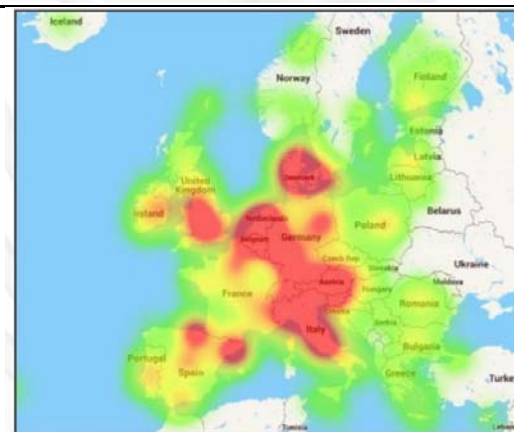 Iceland
Sweden
Norway
Finland
Estonia
Latvia
Lithuania
Denmark
United
Kingdom
Ireland
Netherlands
Belgium
Germany
Poland
Belarus
Czech Rep
Ukraine
Slovakia
Moldova
Austria
Hungary
France
Romania
Croatia
Serbia
Italy
Bulgaria
Portugal
Spain
Greece
Turke
Tunisia